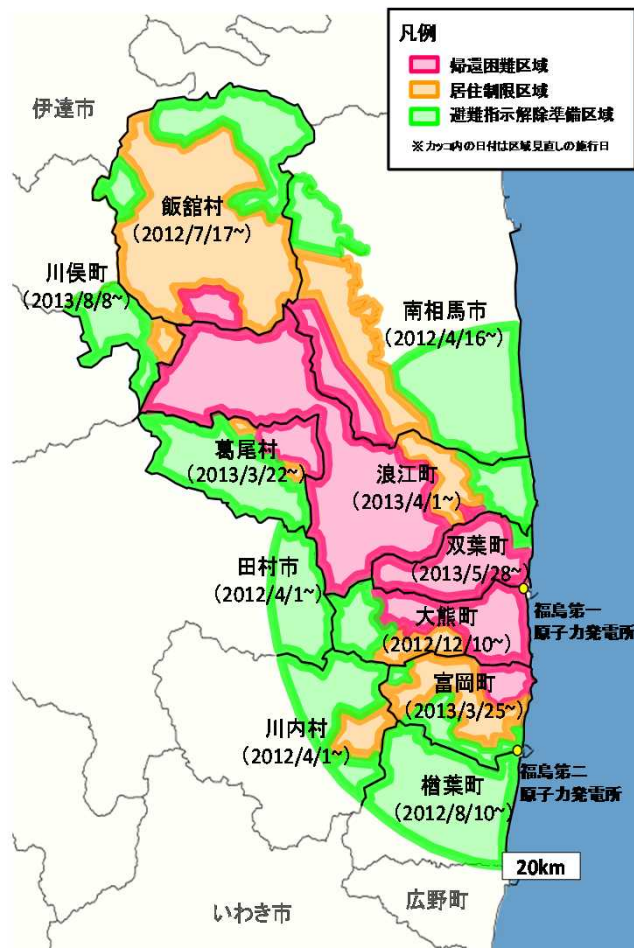 凡例
帰還困難区域
居住制限区域
避難指示解除準備区域
※カッコ内の日付は区域見直しの施行日
伊達市
飯舘村
(2012/7/17~)
川俣町
(2013/8/8~)
南相馬市
(2012/4/16~)
葛尾村
(2013/3/22~)
浪江町
(2013/4/1~)
双葉町
(2013/5/28~)
田村市
(2012/4/1~)
大熊町
(2012/12/10~)
福島第一
原子力発電所
富岡町
(2013/3/25~)
川内村
(2012/4/1~)
福島第二
原子力発電所
楢葉町
(2012/8/10~)
20km
広野町
いわき市